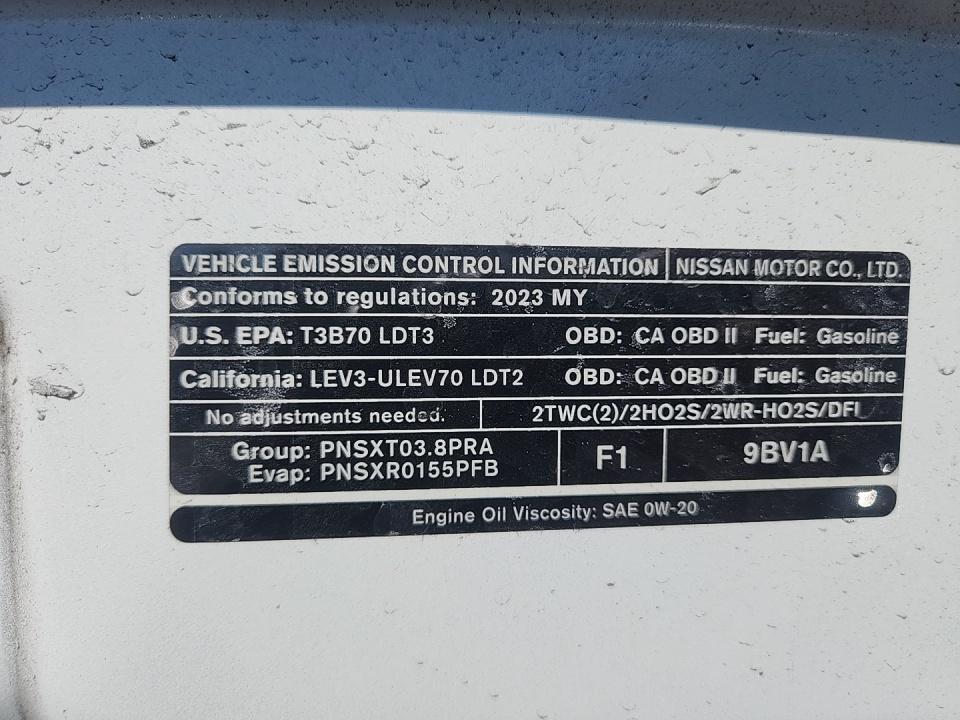 VEHICLE EMISSION CONTROL INFORMATION NISSAN MOTOR CO., LTD.
Conforms to regulations: 2023 MY
U.S. EPA: T3B70 LDT3 OBD: CA OBD II Fuel: Gasoline
California: LEV3-ULEV70 LDT2 OBD: CA OBD II Fuel: Gasoline
No adjustments needed. 2TWC(2)/2HO2S/2WR-HO2S/DFI
Group: PNSXT03.8PRA
Evap: PNSXR0155PFB
F1
9BV1A
Engine Oil Viscosity: SAE 0W-20